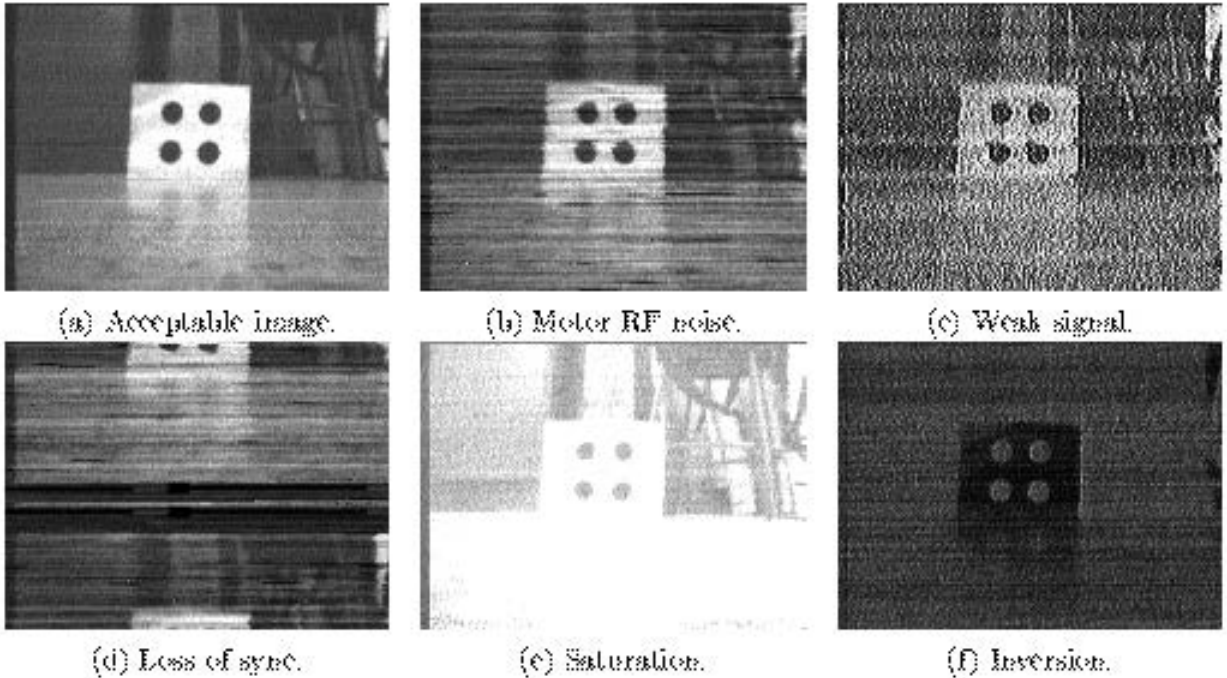 (a) Acceptable image.
(b) Motor RF noise.
(c) Weak signal.
(d) Loss of sync.
(e) Saturation.
(f) Inversion.